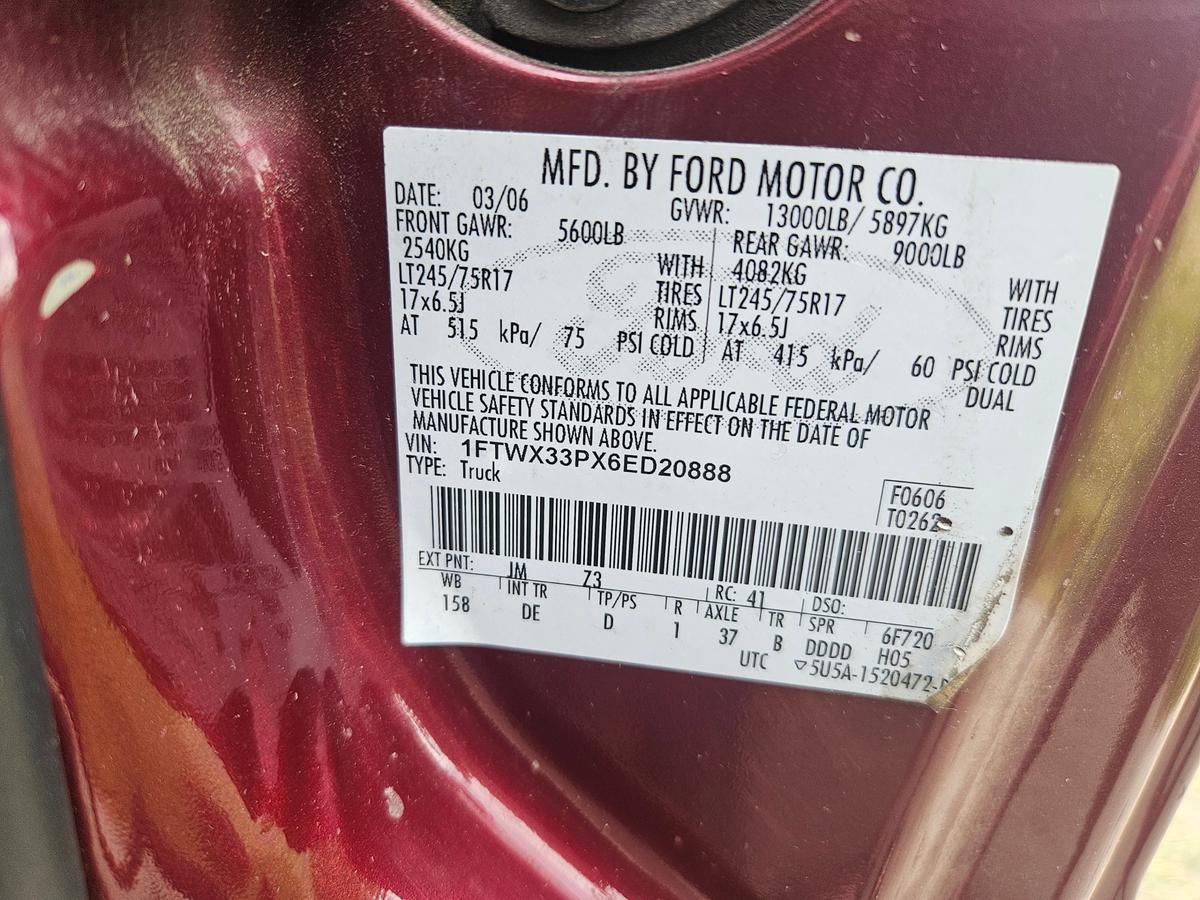 MFD. BY FORD MOTOR CO.
DATE: 03/06 GVWR: 13000LB/ 5897KG
FRONT GAWR: 5600LB REAR GAWR: 9000LB
2540KG WITH 4082KG WITH
LT245/75R17 TIRES LT245/75R17 TIRES
17x6.5J RIMS 17x6.5J RIMS
AT 515 kPa/ 75 PSI COLD AT 415 kPa/ 60 PSI COLD
DUAL
THIS VEHICLE CONFORMS TO ALL APPLICABLE FEDERAL MOTOR
VEHICLE SAFETY STANDARDS IN EFFECT ON THE DATE OF
MANUFACTURE SHOWN ABOVE.
VIN: 1FTWX33PX6ED20888
TYPE: Truck
F0606
T0262
EXT PNT: JM Z3 RC: 41 DSO:
WB INT TR TP/PS R AXLE TR SPR 6F720
158 DE D 1 37 B DDDD H05
UTC ▽5U5A-1520472-